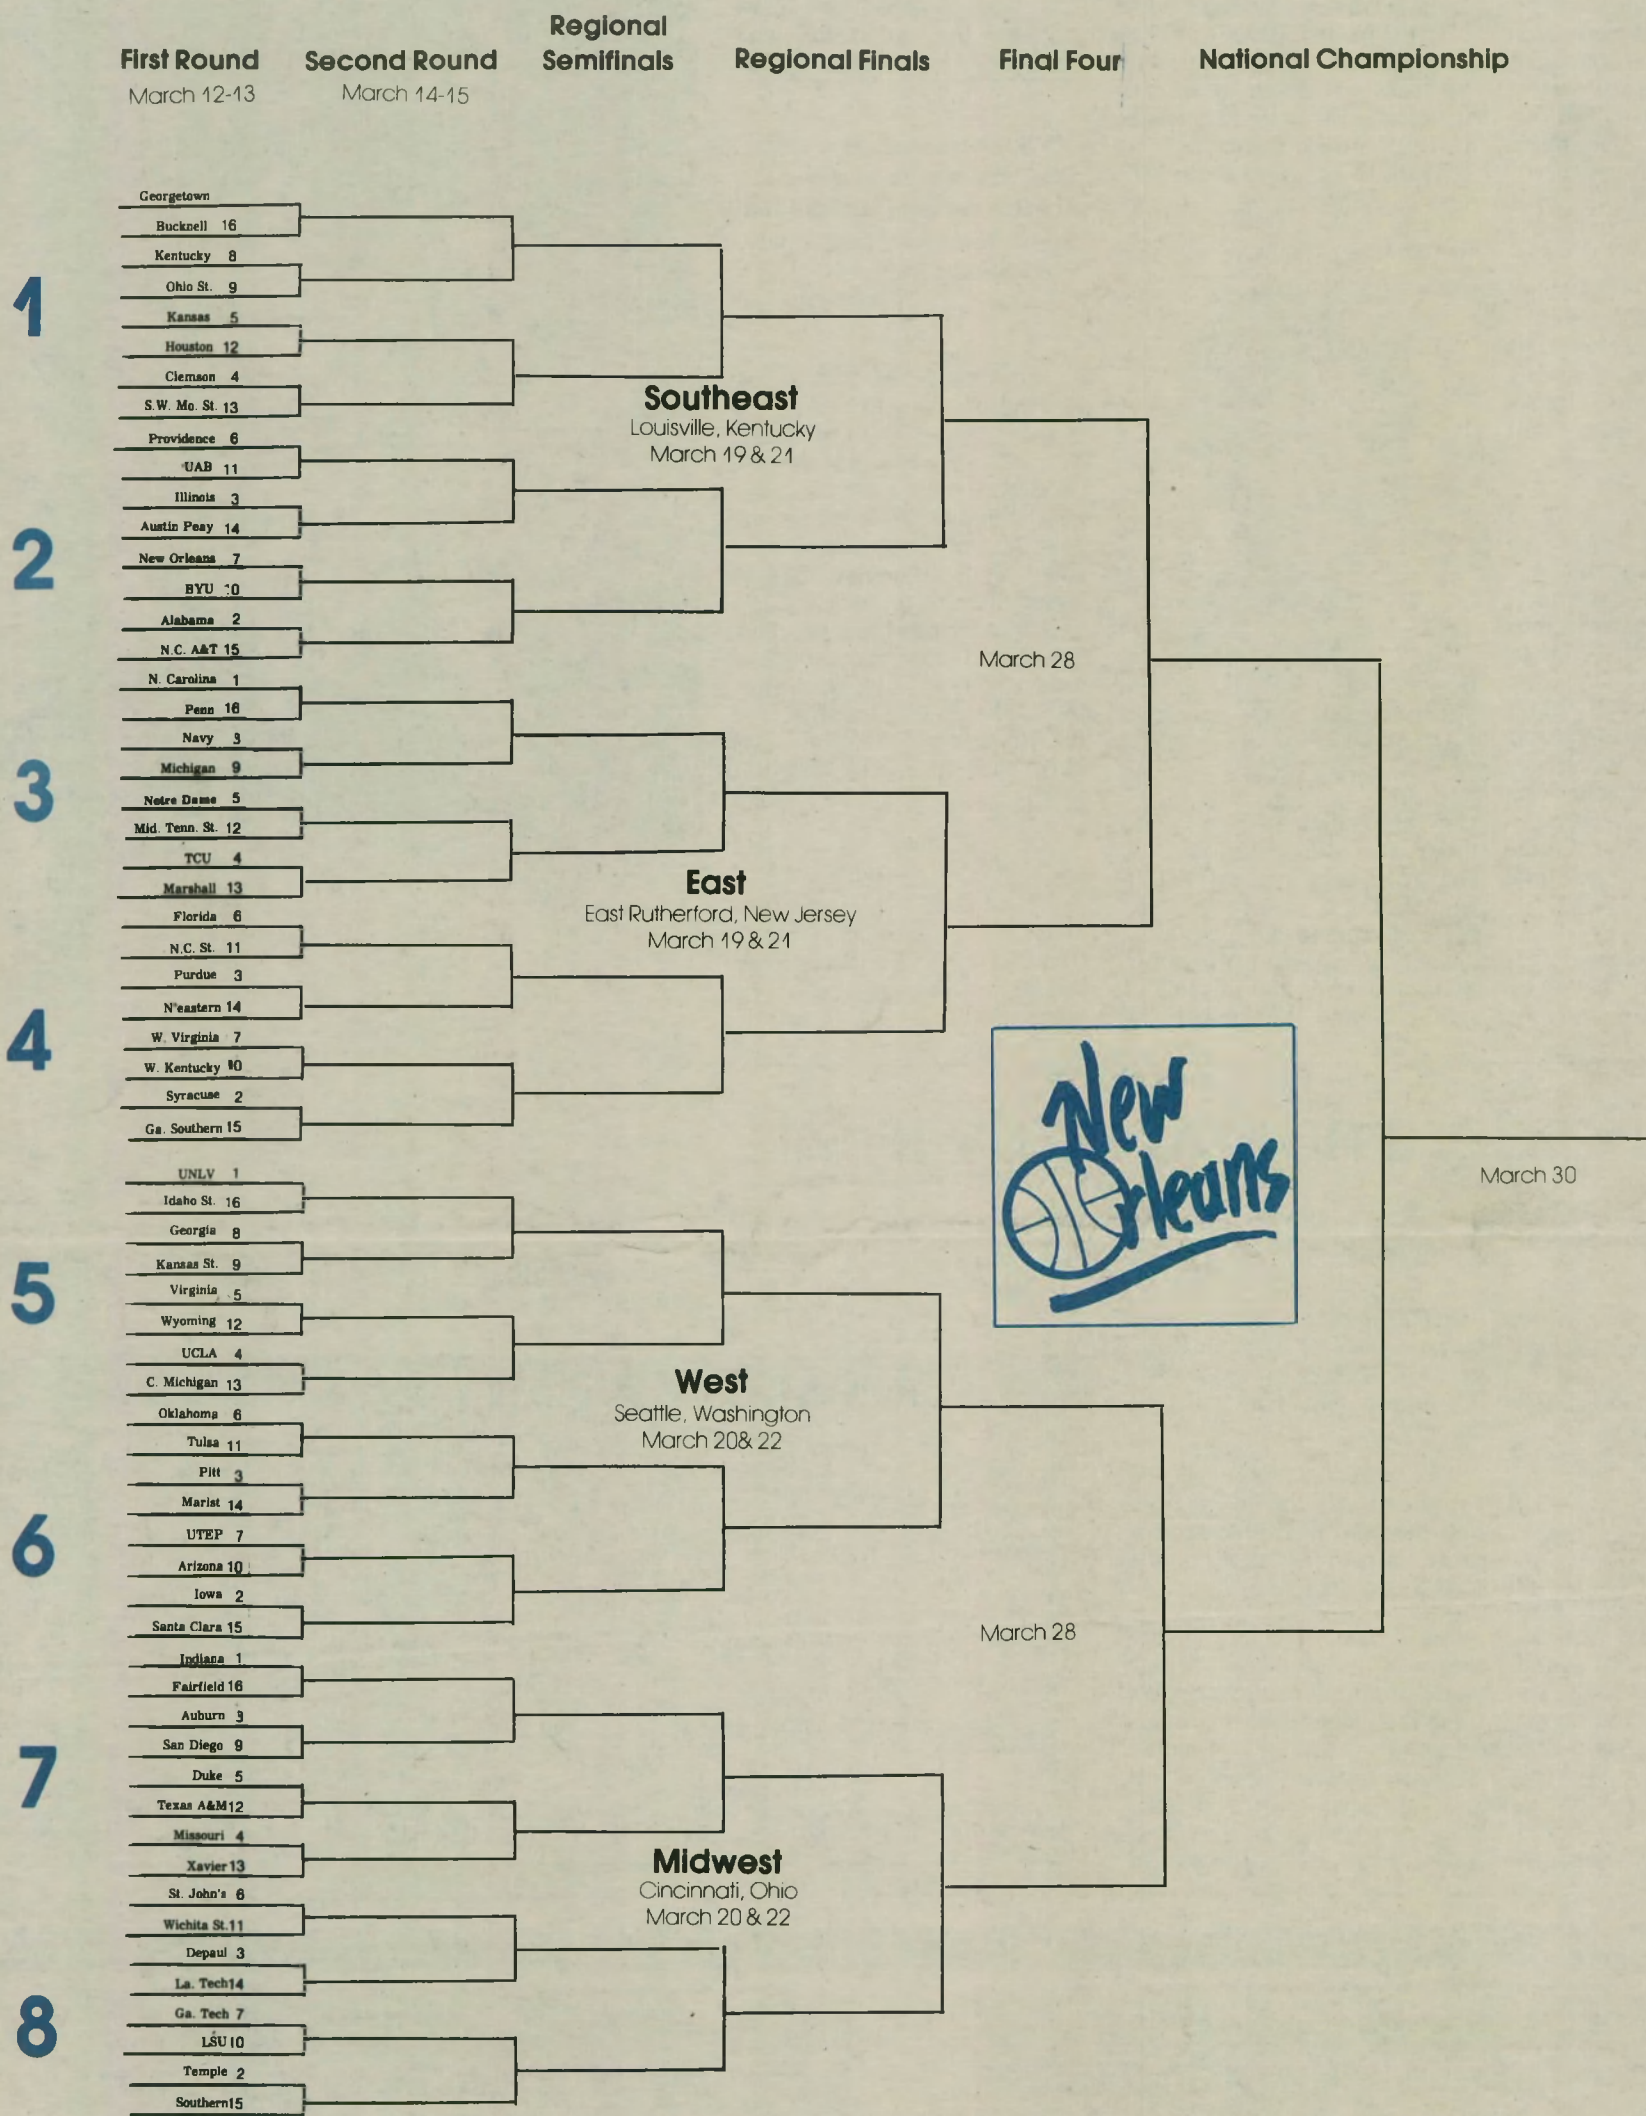 First Round
March 12-13
Second Round
March 14-15
Regional
Semifinals
Regional Finals
Final Four
National Championship
1
Georgetown
Bucknell 16
Kentucky 8
Ohio St. 9
Kansas 5
Houston 12
Clemson 4
S.W. Mo. St. 13
2
Providence 6
UAB 11
Illinois 3
Austin Peay 14
New Orleans 7
BYU 10
Alabama 2
N.C. A&T 15
Southeast
Louisville, Kentucky
March 19 & 21
3
N. Carolina 1
Penn 16
Navy 3
Michigan 9
Notre Dame 5
Mid. Tenn. St. 12
TCU 4
Marshall 13
4
Florida 6
N.C. St. 11
Purdue 3
N'eastern 14
W. Virginia 7
W. Kentucky 10
Syracuse 2
Ga. Southern 15
East
East Rutherford, New Jersey
March 19 & 21
March 28
5
UNLV 1
Idaho St. 16
Georgia 8
Kansas St. 9
Virginia 5
Wyoming 12
UCLA 4
C. Michigan 13
6
Oklahoma 6
Tulsa 11
Pitt 3
Marist 14
UTEP 7
Arizona 10
Iowa 2
Santa Clara 15
West
Seattle, Washington
March 20& 22
7
Indiana 1
Fairfield 16
Auburn 3
San Diego 9
Duke 5
Texas A&M 12
Missouri 4
Xavier 13
8
St. John's 6
Wichita St. 11
Depaul 3
La. Tech 14
Ga. Tech 7
LSU 10
Temple 2
Southern 15
Midwest
Cincinnati, Ohio
March 20 & 22
March 28
New
Orleans
March 30